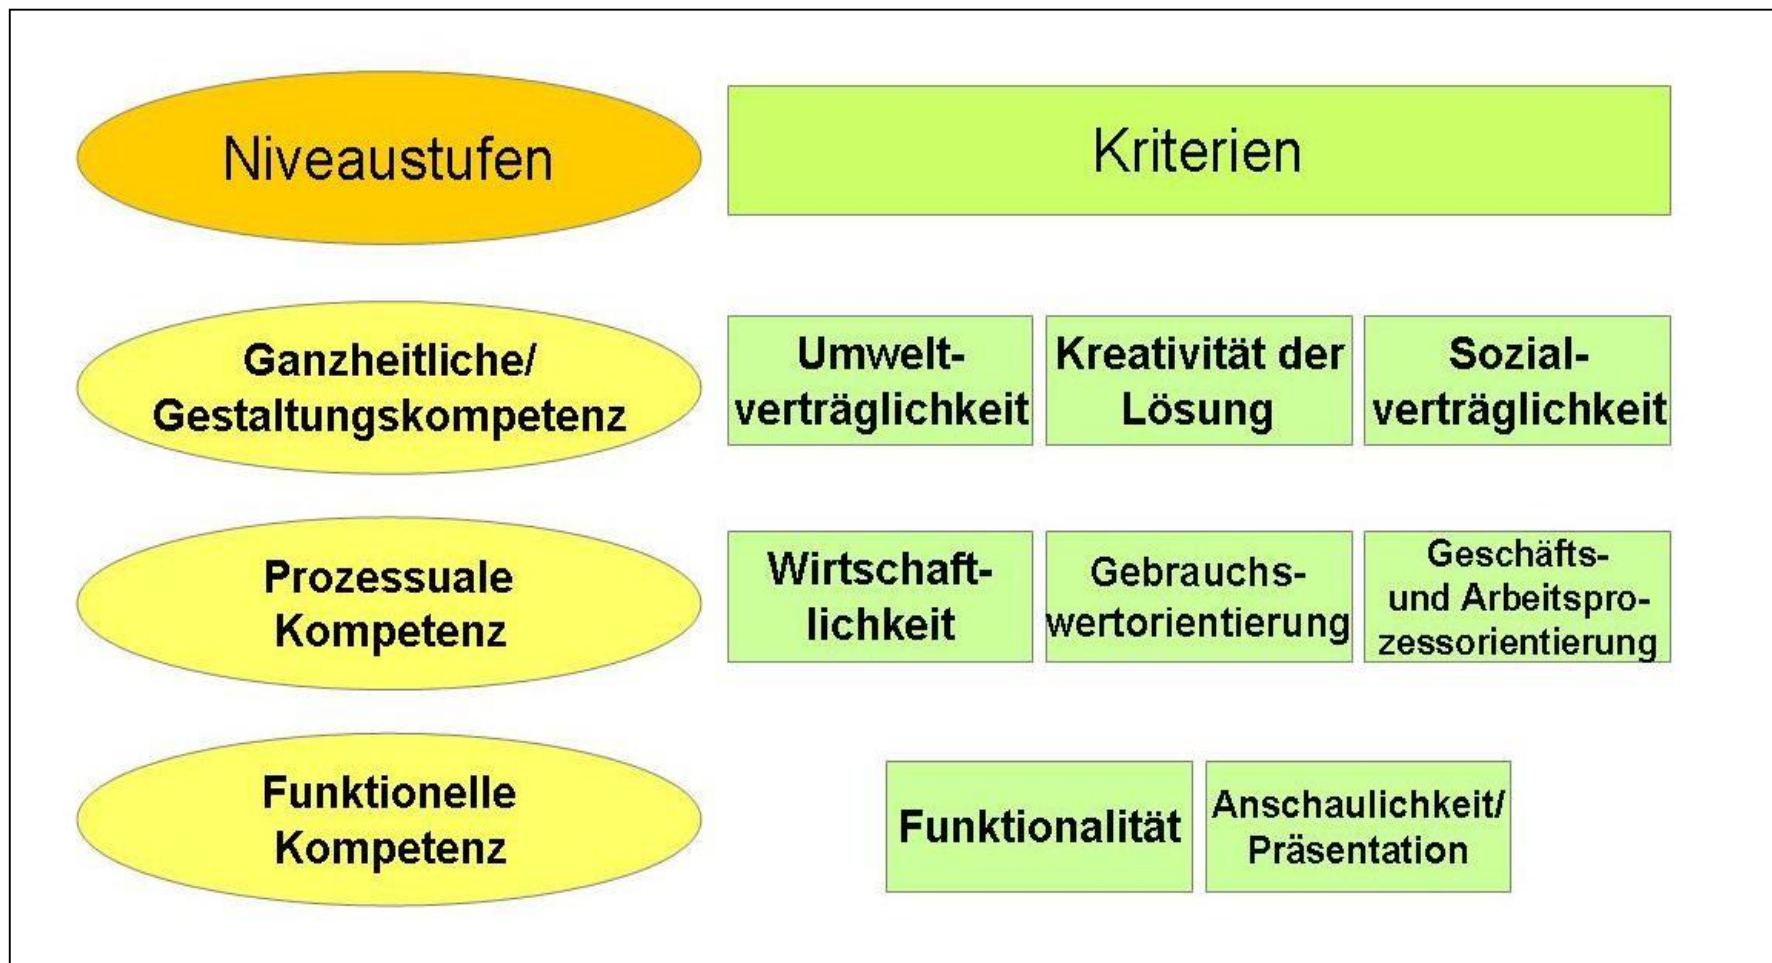 Niveaustufen
Kriterien
Ganzheitliche/
Gestaltungskompetenz
Umwelt-
verträglichkeit
Kreativität der
Lösung
Sozial-
verträglichkeit
Prozessuale
Kompetenz
Wirtschaft-
lichkeit
Gebrauchs-
wertorientierung
Geschäfts-
und Arbeitspro-
zessorientierung
Funktionelle
Kompetenz
Funktionalität
Anschaulichkeit/
Präsentation